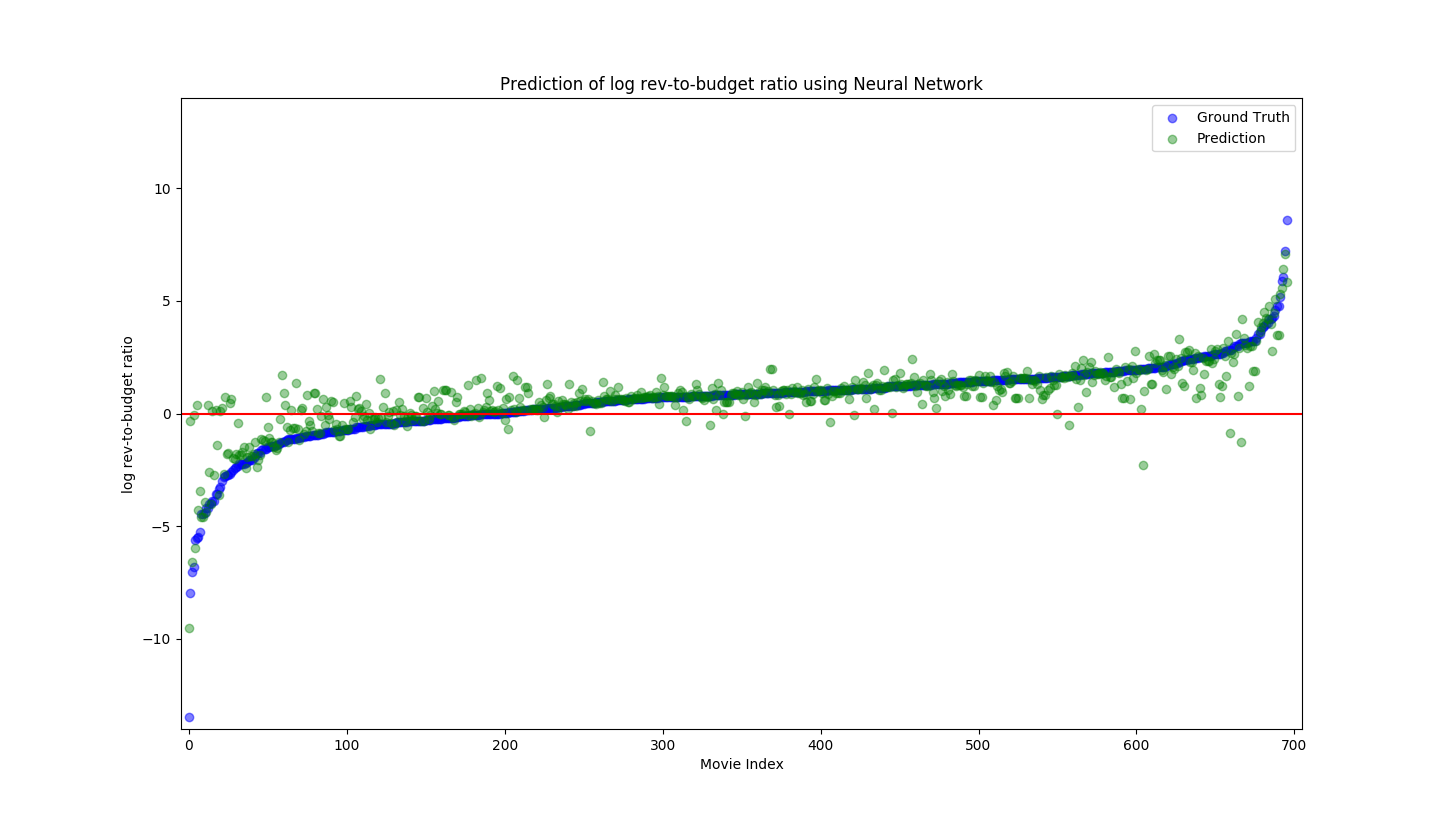 Prediction of log rev-to-budget ratio using Neural Network
Ground Truth
Prediction
10
5
0
−5
−10
log rev-to-budget ratio
0 100 200 300 400 500 600 700
Movie Index